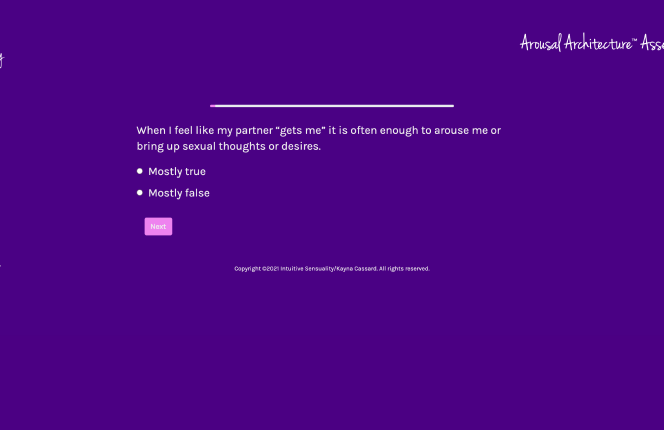 Arousal Architecture™
When I feel like my partner “gets me” it is often enough to arouse me or
bring up sexual thoughts or desires.
Mostly true
Mostly false
Next
Copyright ©2021 Intuitive Sensuality/Kayna Cassard. All rights reserved.